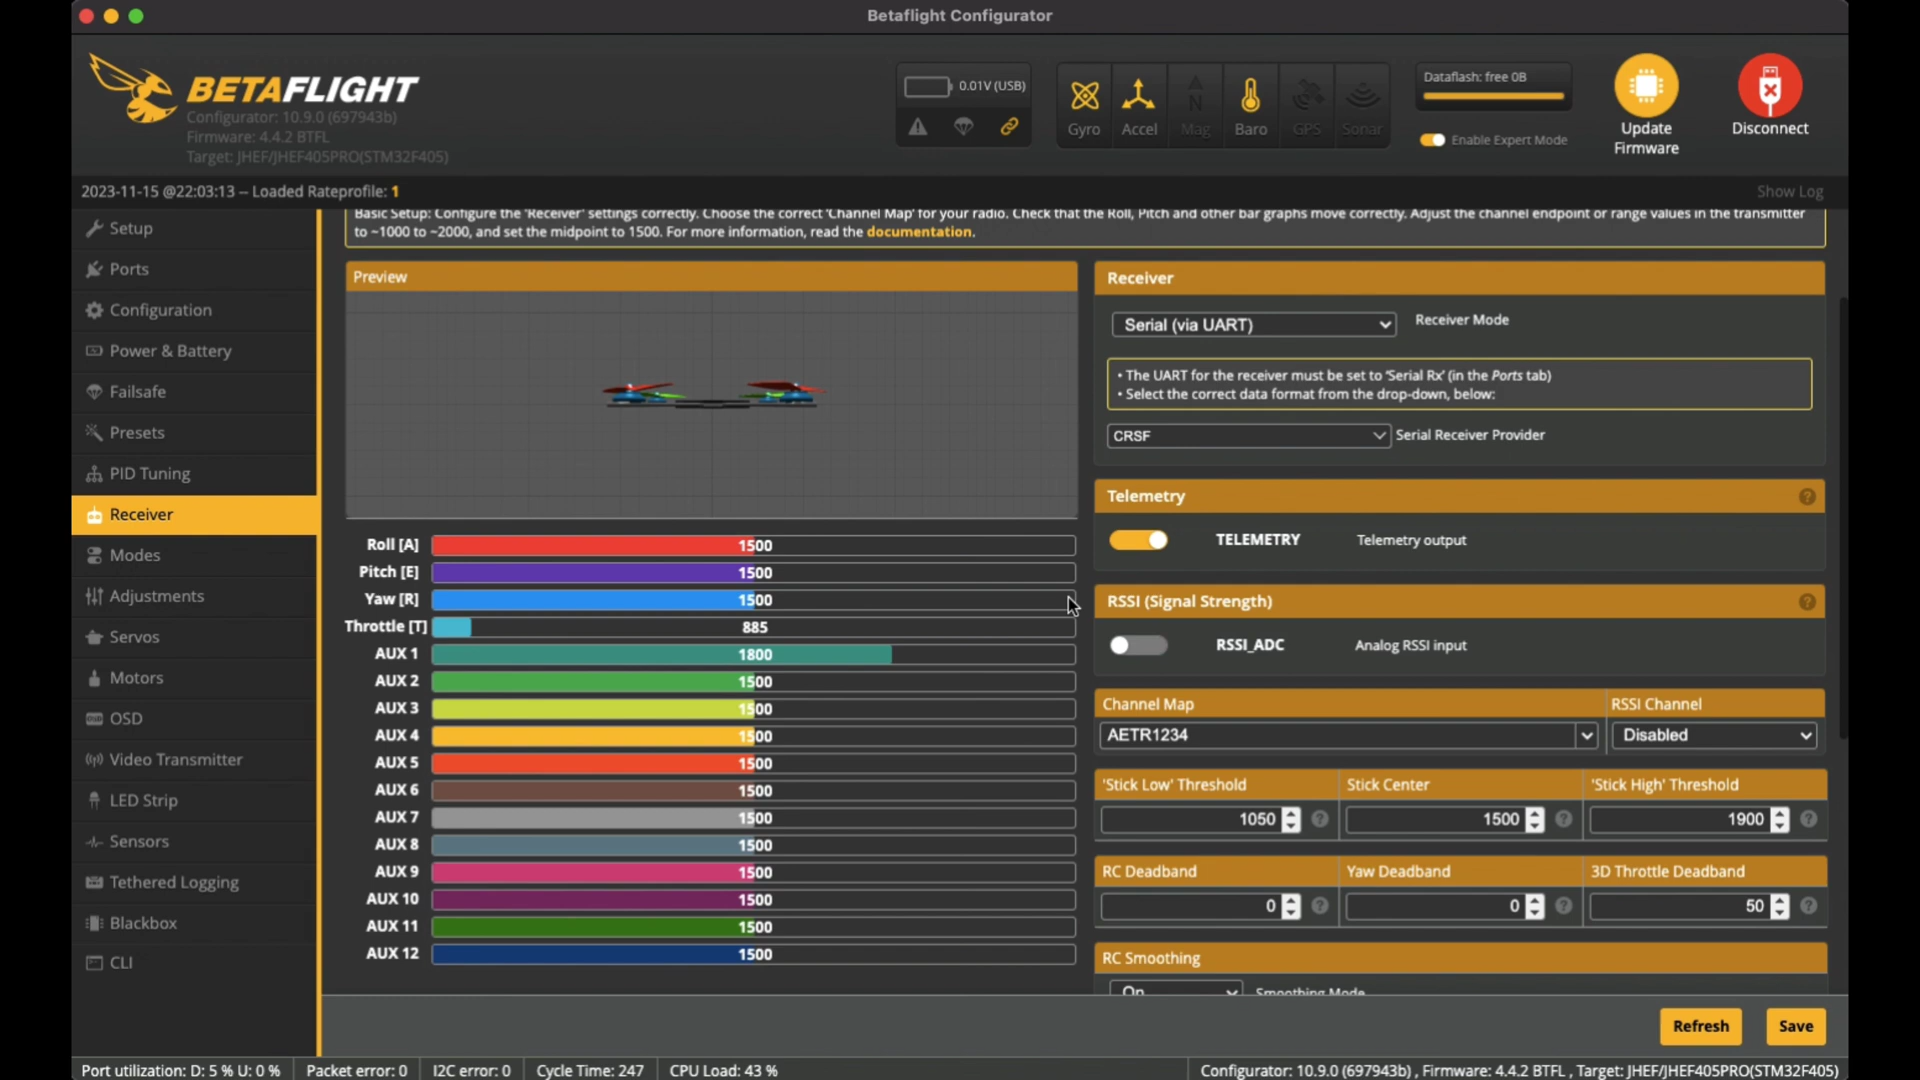 Betaflight Configurator
BETAFLIGHT
Configurator: 10.9.0 (697943b)
Firmware: 4.4.2 BTFL
Target: JHEF/JHEF405PRO(STM32F405)
0.01V (USB)
Gyro
Accel
Mag
Baro
GPS
Sonar
Dataflash: free 0B
Enable Expert Mode
Update
Firmware
Disconnect
2023-11-15 @22:03:13 -- Loaded Rateprofile: 1
Show Log
Setup
Ports
Configuration
Power & Battery
Failsafe
Presets
PID Tuning
Receiver
Modes
Adjustments
Servos
Motors
OSD
Video Transmitter
LED Strip
Sensors
Tethered Logging
Blackbox
CLI
Basic Setup: Configure the 'Receiver' settings correctly. Choose the correct 'Channel Map' for your radio. Check that the Roll, Pitch and other bar graphs move correctly. Adjust the channel endpoint or range values in the transmitter
to ~1000 to ~2000, and set the midpoint to 1500. For more information, read the documentation.
Preview
Roll [A] 1500
Pitch [E] 1500
Yaw [R] 1500
Throttle [T] 885
AUX 1 1800
AUX 2 1500
AUX 3 1500
AUX 4 1500
AUX 5 1500
AUX 6 1500
AUX 7 1500
AUX 8 1500
AUX 9 1500
AUX 10 1500
AUX 11 1500
AUX 12 1500
Receiver
Serial (via UART) Receiver Mode
• The UART for the receiver must be set to 'Serial Rx' (in the Ports tab)
• Select the correct data format from the drop-down, below:
CRSF Serial Receiver Provider
Telemetry
TELEMETRY Telemetry output
RSSI (Signal Strength)
RSSI_ADC Analog RSSI input
Channel Map RSSI Channel
AETR1234 Disabled
'Stick Low' Threshold Stick Center 'Stick High' Threshold
1050 1500 1900
RC Deadband Yaw Deadband 3D Throttle Deadband
0 0 50
RC Smoothing
On Smoothing Mode
Refresh Save
Port utilization: D: 5 % U: 0 % Packet error: 0 I2C error: 0 Cycle Time: 247 CPU Load: 43 % Configurator: 10.9.0 (697943b) , Firmware: 4.4.2 BTFL , Target: JHEF/JHEF405PRO(STM32F405)